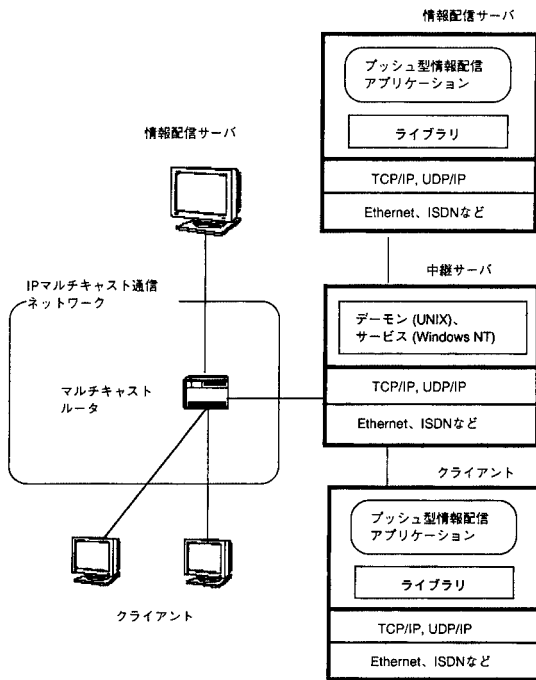 情報配信サーバ
プッシュ型情報配信
アプリケーション
ライブラリ
TCP/IP, UDP/IP
Ethernet、ISDNなど
情報配信サーバ
IPマルチキャスト通信
ネットワーク
マルチキャスト
ルータ
クライアント
中継サーバ
デーモン (UNIX)、
サービス (Windows NT)
TCP/IP, UDP/IP
Ethernet、ISDNなど
クライアント
プッシュ型情報配信
アプリケーション
ライブラリ
TCP/IP, UDP/IP
Ethernet、ISDNなど